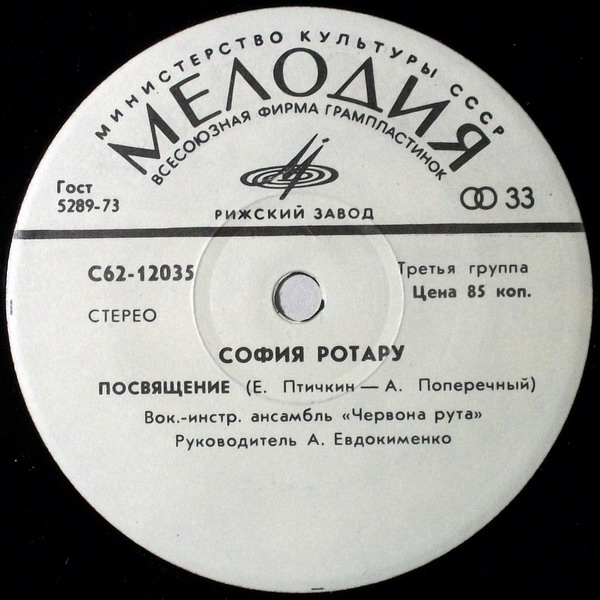 МИНИСТЕРСТВО КУЛЬТУРЫ СССР
МЕЛОДИЯ
ВСЕСОЮЗНАЯ ФИРМА ГРАМПЛАСТИНОК
Гост
5289-73
33
РИЖСКИЙ ЗАВОД
С62-12035
Третья группа
Цена 85 коп.
СТЕРЕО
СОФИЯ РОТАРУ
ПОСВЯЩЕНИЕ (Е. Птичкин — А. Поперечный)
Вок.-инстр. ансамбль «Червона рута»
Руководитель А. Евдокименко